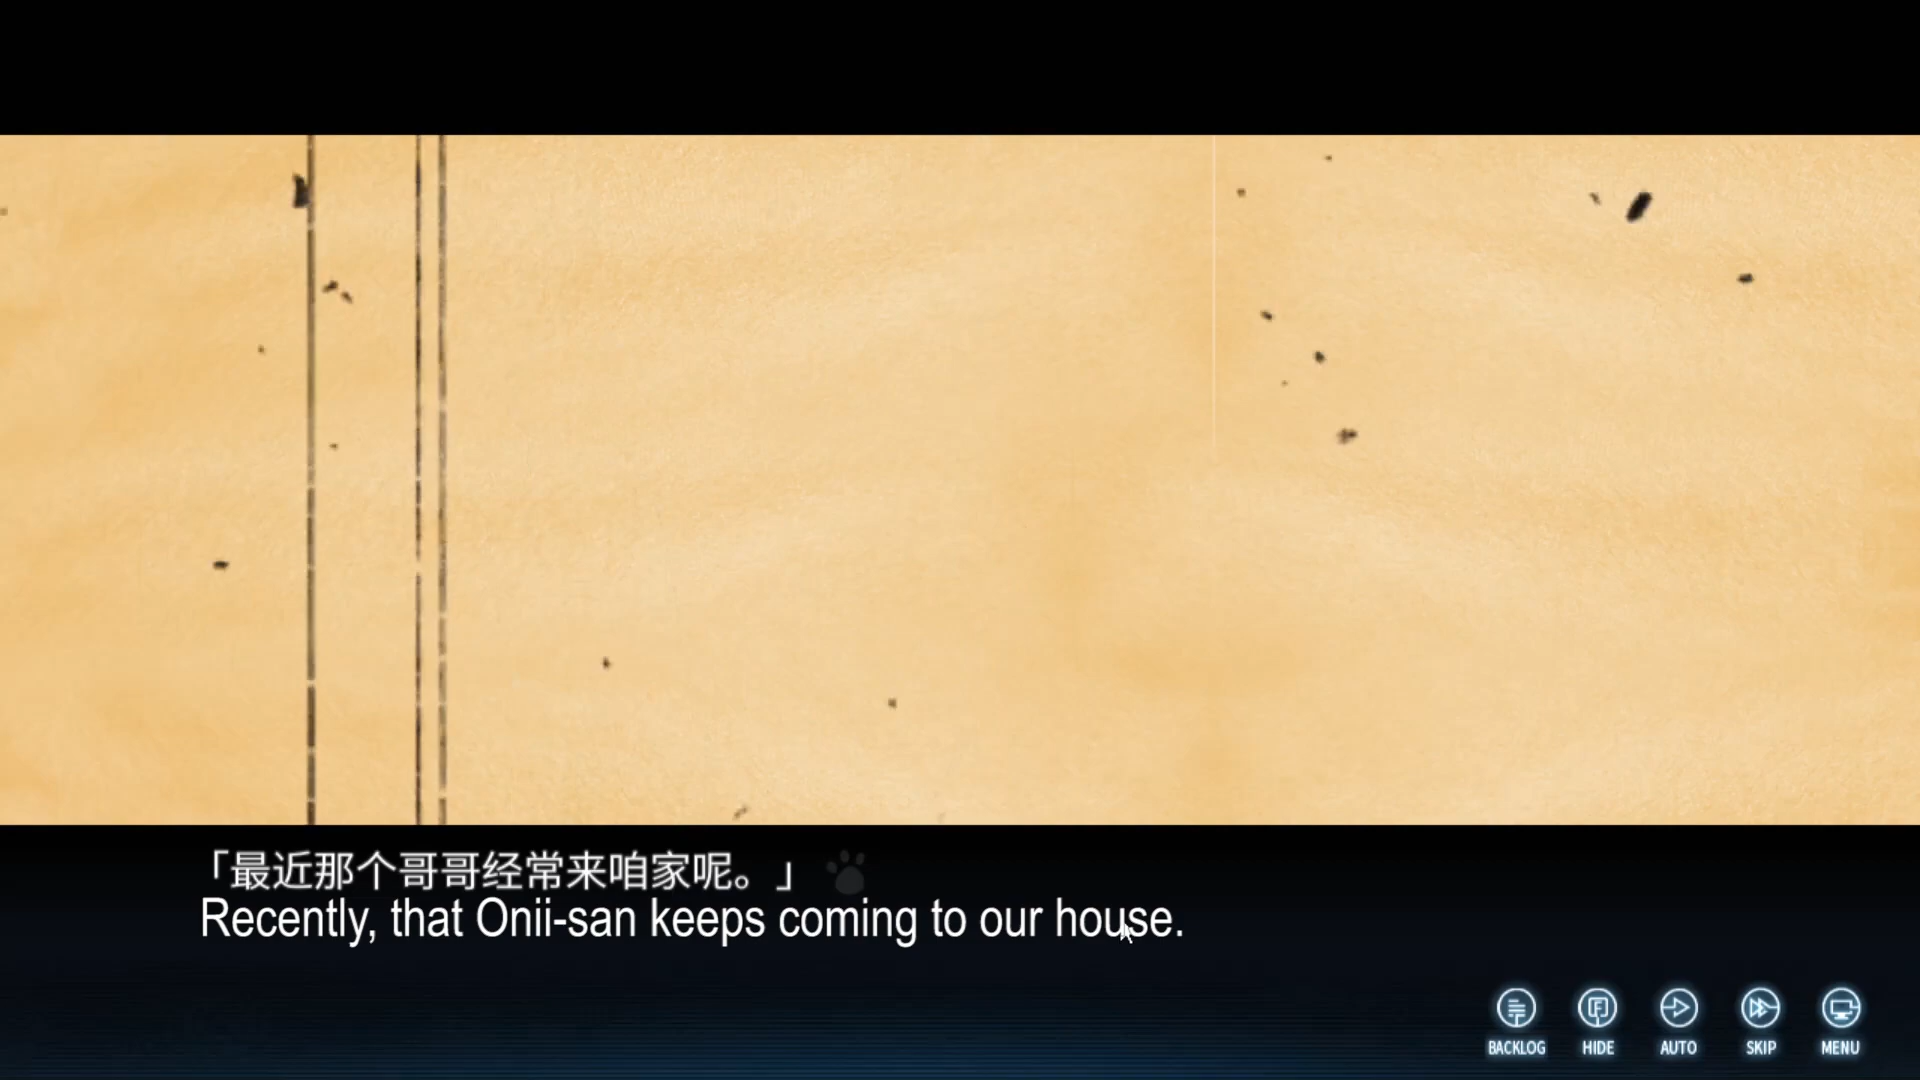 「最近那个哥哥经常来咱家呢。」
Recently, that Onii-san keeps coming to our house.
BACKLOG HIDE AUTO SKIP MENU